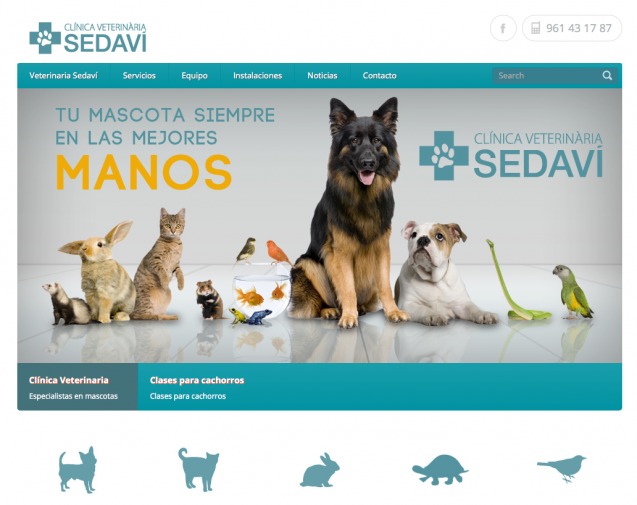 CLÍNICA VETERINÀRIA
SEDAVÍ
f
961 43 17 87
Veterinaria Sedaví
Servicios
Equipo
Instalaciones
Noticias
Contacto
Search
TU MASCOTA SIEMPRE
EN LAS MEJORES
MANOS
CLÍNICA VETERINÀRIA
SEDAVÍ
Clínica Veterinaria
Especialistas en mascotas
Clases para cachorros
Clases para cachorros